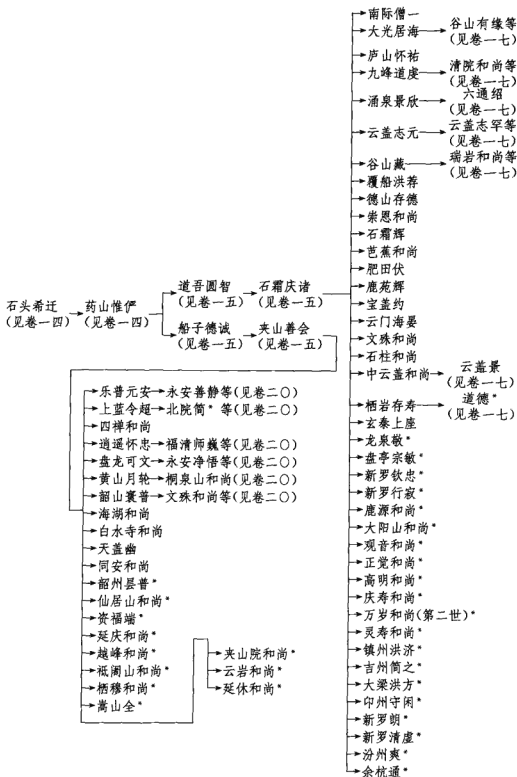 南际僧一
大光居海 谷山有缘等
(见卷一七)
庐山怀祐
九峰道虔 清院和尚等
(见卷一七)
涌泉景欣 六通绍
(见卷一七)
云盖志元 云盖志罕等
(见卷一七)
谷山藏 瑞岩和尚等
(见卷一七)
覆船洪荐
德山存德
崇恩和尚
石霜辉
芭蕉和尚
肥田伏
鹿苑辉
宝盖约
云门海晏
文殊和尚
石柱和尚
中云盖和尚 云盖景
(见卷一七)
栖岩存寿 道德*
(见卷一七)
玄泰上座
龙泉敬*
盘亭宗敏*
新罗钦忠*
新罗行寂*
鹿源和尚*
大阳山和尚*
观音和尚*
正觉和尚*
高明和尚*
庆寿和尚*
万岁和尚(第二世)*
灵寿和尚*
镇州洪济*
吉州简之*
大梁洪方*
邛州守闲*
新罗朗*
新罗清虚*
汾州爽*
余杭通*
石头希迁 药山惟俨
(见卷一四) (见卷一四)
道吾圆智 石霜庆诸
(见卷一五) (见卷一五)
船子德诚 夹山善会
(见卷一五) (见卷一五)
乐普元安 永安善静等(见卷二〇)
上蓝令超 北院简* 等(见卷二〇)
四禅和尚
逍遥怀忠 福清师巍等(见卷二〇)
盘龙可文 永安净悟等(见卷二〇)
黄山月轮 桐泉山和尚(见卷二〇)
韶山寰普 文殊和尚等(见卷二〇)
海湖和尚
白水寺和尚
天盖幽
同安和尚
韶州昙普*
仙居山和尚*
资福端*
延庆和尚*
越峰和尚*
祗阇山和尚*
栖穆和尚*
嵩山全*
夹山院和尚*
云岩和尚*
延休和尚*